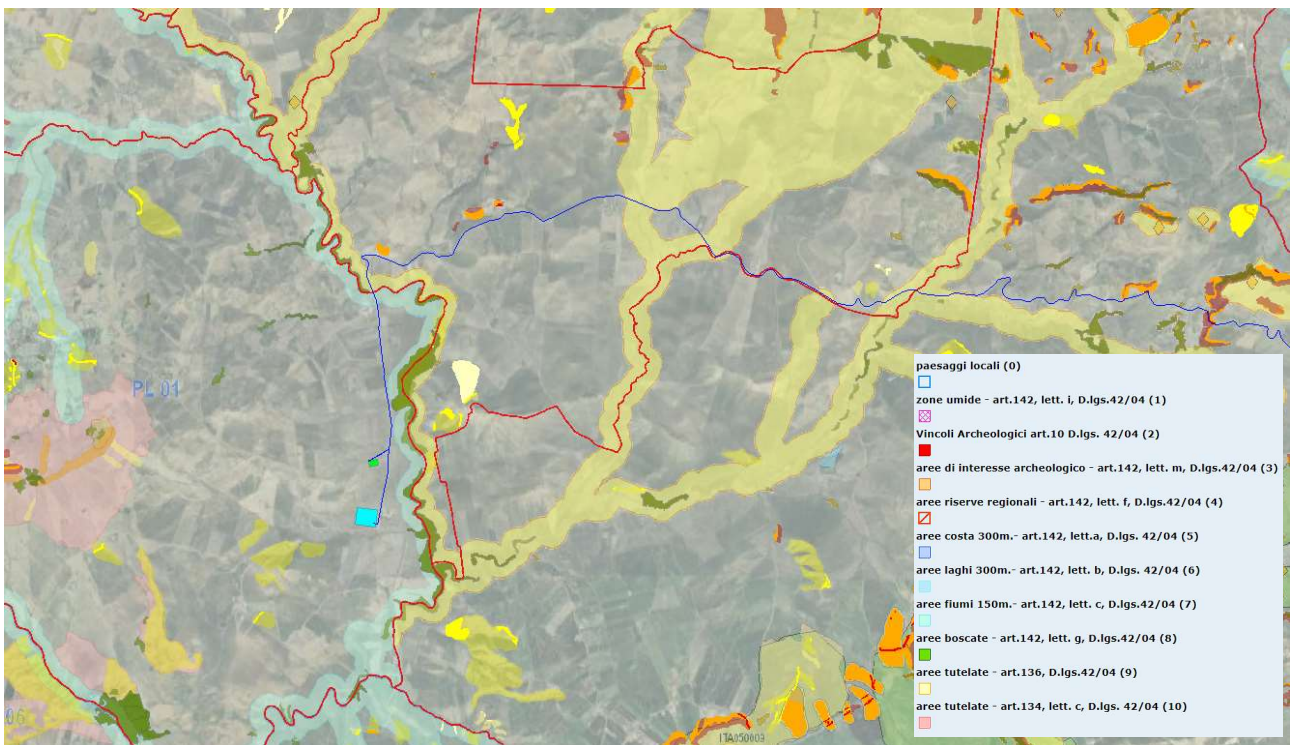 PL 01
06
ITA050009
paesaggi locali (0)
zone umide - art.142, lett. i, D.lgs.42/04 (1)
Vincoli Archeologici art.10 D.lgs. 42/04 (2)
aree di interesse archeologico - art.142, lett. m, D.lgs.42/04 (3)
aree riserve regionali - art.142, lett. f, D.lgs.42/04 (4)
aree costa 300m.- art.142, lett.a, D.lgs. 42/04 (5)
aree laghi 300m.- art.142, lett. b, D.lgs. 42/04 (6)
aree fiumi 150m.- art.142, lett. c, D.lgs.42/04 (7)
aree boscate - art.142, lett. g, D.lgs.42/04 (8)
aree tutelate - art.136, D.lgs.42/04 (9)
aree tutelate - art.134, lett. c, D.lgs. 42/04 (10)